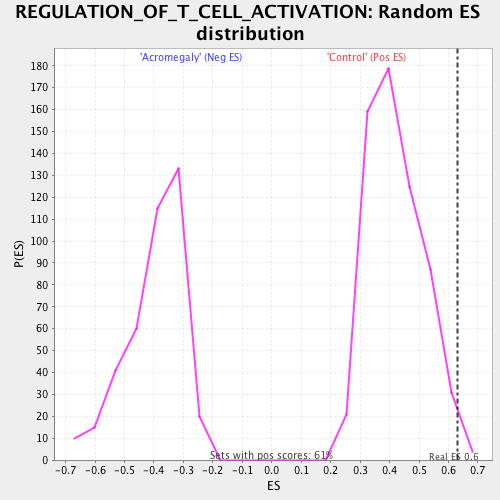 REGULATION_OF_T_CELL_ACTIVATION: Random ES
distribution
'Acromegaly' (Neg ES)
'Control' (Pos ES)
180
170
160
150
140
130
120
110
100
90
80
70
60
50
40
30
20
10
0
P(ES)
Sets with pos scores: 61%
Real ES 0.6
-0.7 -0.6 -0.5 -0.4 -0.3 -0.2 -0.1 0.0 0.1 0.2 0.3 0.4 0.5 0.6 0.7
ES